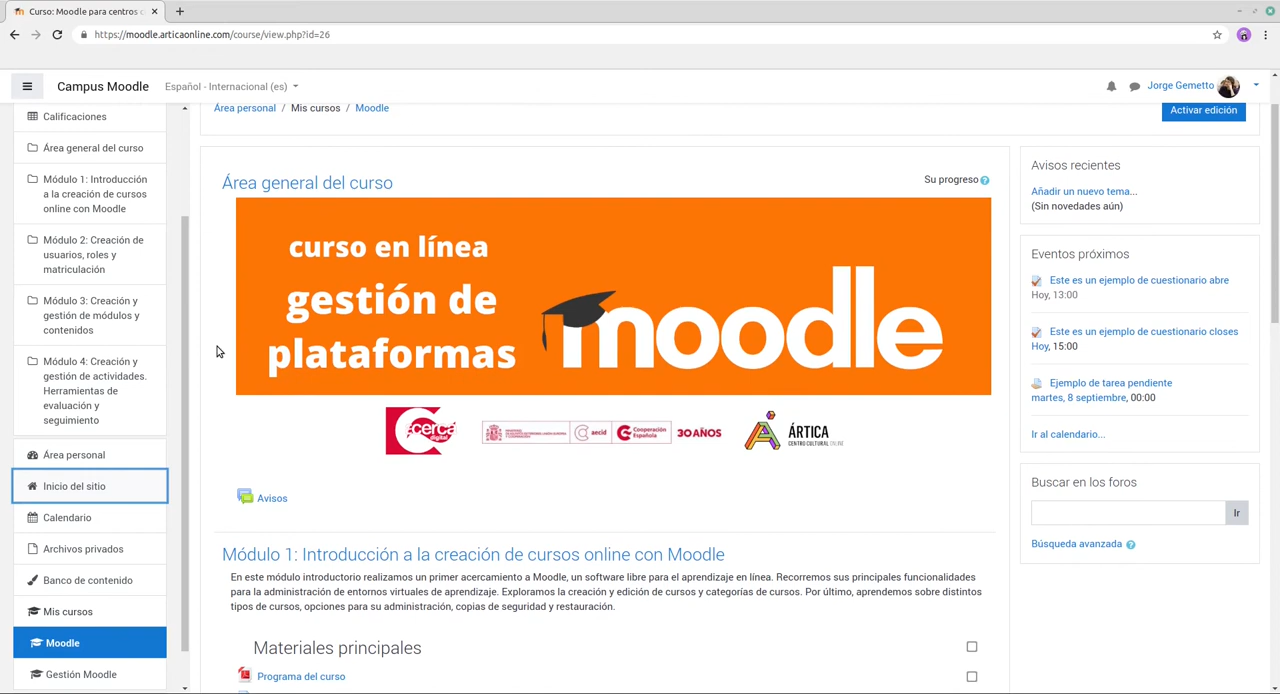 Curso: Moodle para centros c
https://moodle.articaonline.com/course/view.php?id=26
Campus Moodle
Español - Internacional (es)
Jorge Gemetto
Calificaciones
Área general del curso
Módulo 1: Introducción
a la creación de cursos
online con Moodle
Módulo 2: Creación de
usuarios, roles y
matriculación
Módulo 3: Creación y
gestión de módulos y
contenidos
Módulo 4: Creación y
gestión de actividades.
Herramientas de
evaluación y
seguimiento
Área personal
Inicio del sitio
Calendario
Archivos privados
Banco de contenido
Mis cursos
Moodle
Gestión Moodle
Área personal / Mis cursos / Moodle
Activar edición
Área general del curso
Su progreso
curso en línea
gestión de
plataformas
moodle
acerca
digital
aecid
Cooperación
Española
30 AÑOS
ÁRTICA
CENTRO CULTURAL ONLINE
Avisos
Módulo 1: Introducción a la creación de cursos online con Moodle
En este módulo introductorio realizamos un primer acercamiento a Moodle, un software libre para el aprendizaje en línea. Recorremos sus principales funcionalidades
para la administración de entornos virtuales de aprendizaje. Exploramos la creación y edición de cursos y categorías de cursos. Por último, aprendemos sobre distintos
tipos de cursos, opciones para su administración, copias de seguridad y restauración.
Materiales principales
Programa del curso
Avisos recientes
Añadir un nuevo tema...
(Sin novedades aún)
Eventos próximos
Este es un ejemplo de cuestionario abre
Hoy, 13:00
Este es un ejemplo de cuestionario closes
Hoy, 15:00
Ejemplo de tarea pendiente
martes, 8 septiembre, 00:00
Ir al calendario...
Buscar en los foros
Ir
Búsqueda avanzada